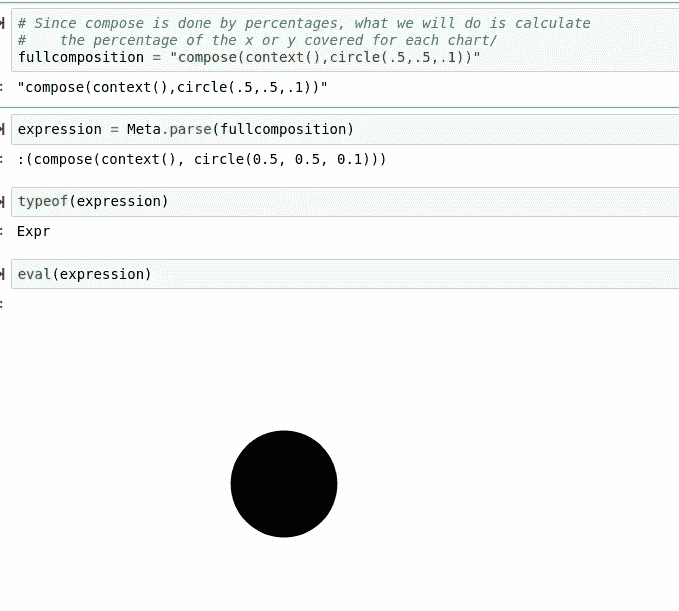 # Since compose is done by percentages, what we will do is calculate
#    the percentage of the x or y covered for each chart/
fullcomposition = "compose(context(),circle(.5,.5,.1))"
: "compose(context(),circle(.5,.5,.1))"
expression = Meta.parse(fullcomposition)
: :(compose(context(), circle(0.5, 0.5, 0.1)))
typeof(expression)
: Expr
eval(expression)
: